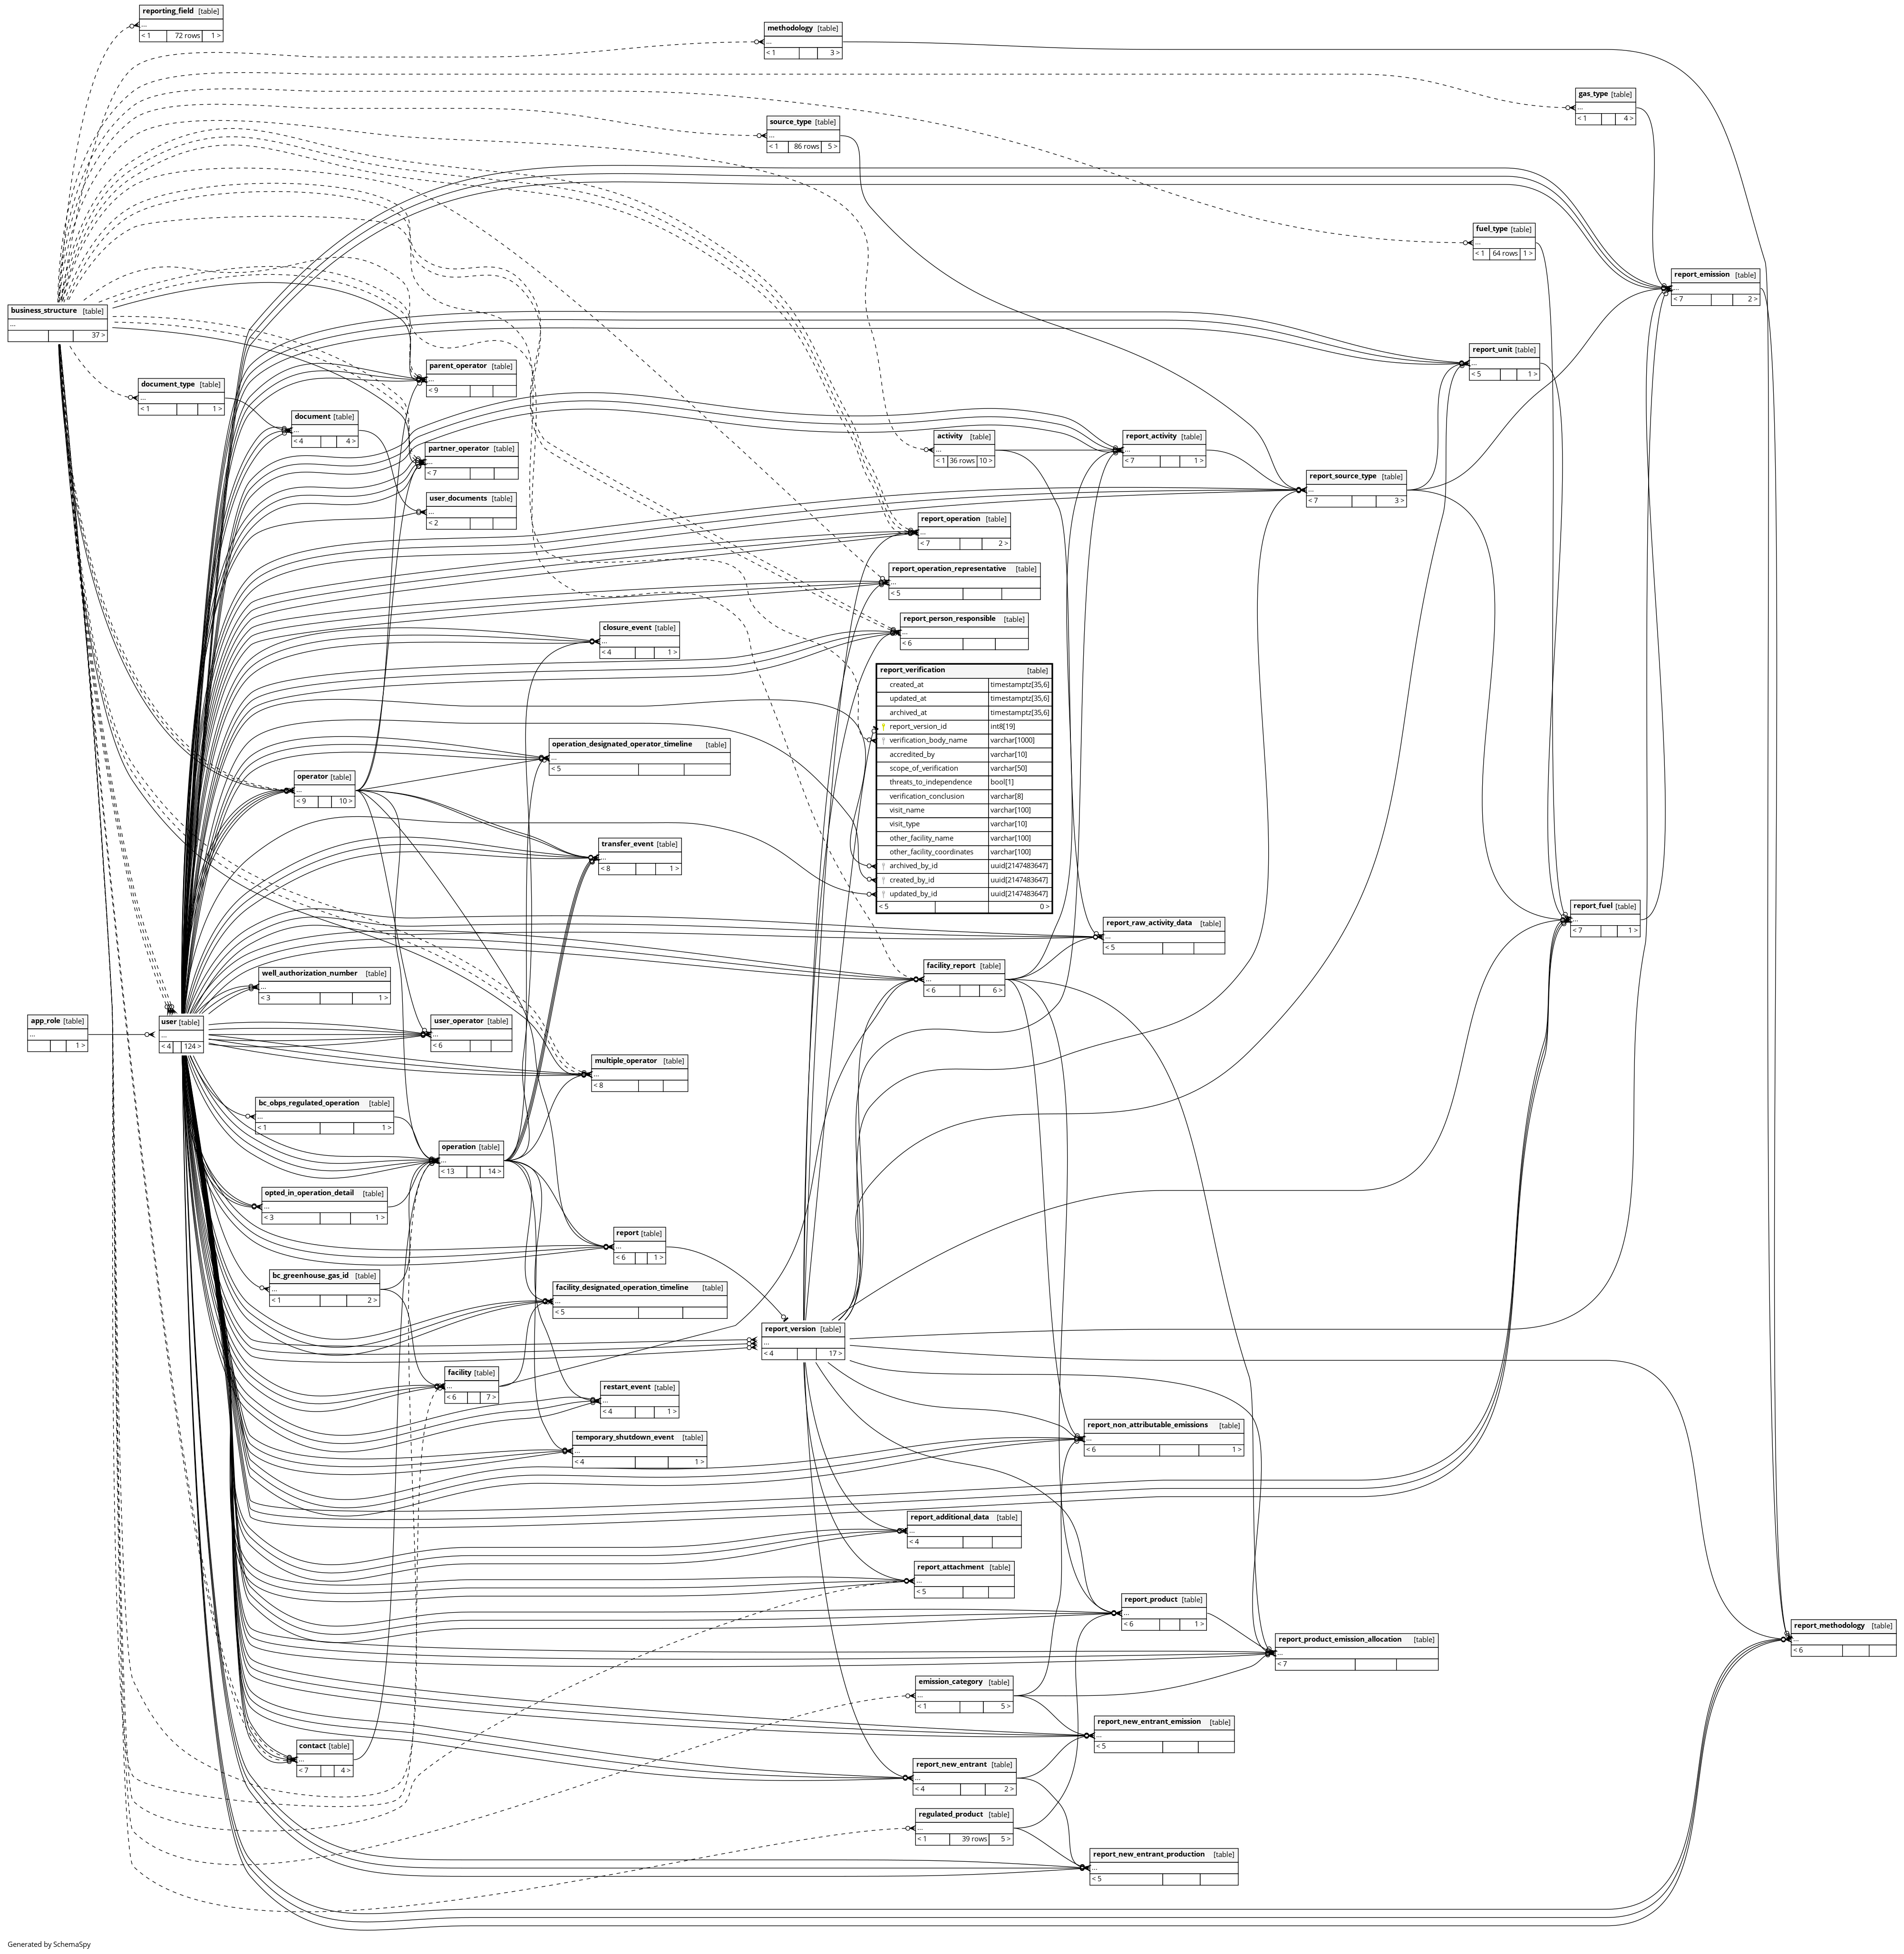 reporting_field [table]
...
< 1 72 rows 1 >
methodology [table]
...
< 1 3 >
gas_type [table]
...
< 1 4 >
source_type [table]
...
< 1 86 rows 5 >
fuel_type [table]
...
< 1 64 rows 1 >
report_emission [table]
...
< 7 2 >
business_structure [table]
...
37 >
report_unit [table]
...
< 5 1 >
parent_operator [table]
...
< 9
document_type [table]
...
< 1 1 >
document [table]
...
< 4 4 >
partner_operator [table]
...
< 7
activity [table]
...
< 1 36 rows 10 >
report_activity [table]
...
< 7 1 >
report_source_type [table]
...
< 7 3 >
user_documents [table]
...
< 2
report_operation [table]
...
< 7 2 >
report_operation_representative [table]
...
< 5
report_person_responsible [table]
...
< 6
closure_event [table]
...
< 4 1 >
report_verification [table]
created_at timestamptz[35,6]
updated_at timestamptz[35,6]
archived_at timestamptz[35,6]
report_version_id int8[19]
verification_body_name varchar[1000]
accredited_by varchar[10]
scope_of_verification varchar[50]
threats_to_independence bool[1]
verification_conclusion varchar[8]
visit_name varchar[100]
visit_type varchar[10]
other_facility_name varchar[100]
other_facility_coordinates varchar[100]
archived_by_id uuid[2147483647]
created_by_id uuid[2147483647]
updated_by_id uuid[2147483647]
< 5 0 >
operation_designated_operator_timeline [table]
...
< 5
operator [table]
...
< 9 10 >
transfer_event [table]
...
< 8 1 >
report_fuel [table]
...
< 7 1 >
report_raw_activity_data [table]
...
< 5
facility_report [table]
...
< 6 6 >
well_authorization_number [table]
...
< 3 1 >
app_role [table]
...
1 >
user [table]
...
< 4 124 >
user_operator [table]
...
< 6
multiple_operator [table]
...
< 8
bc_obps_regulated_operation [table]
...
< 1 1 >
operation [table]
...
< 13 14 >
opted_in_operation_detail [table]
...
< 3 1 >
report [table]
...
< 6 1 >
bc_greenhouse_gas_id [table]
...
< 1 2 >
facility_designated_operation_timeline [table]
...
< 5
report_version [table]
...
< 4 17 >
facility [table]
...
< 6 7 >
restart_event [table]
...
< 4 1 >
report_non_attributable_emissions [table]
...
< 6 1 >
temporary_shutdown_event [table]
...
< 4 1 >
report_additional_data [table]
...
< 4
report_attachment [table]
...
< 5
report_product [table]
...
< 6 1 >
report_methodology [table]
...
< 6
report_product_emission_allocation [table]
...
< 7
emission_category [table]
...
< 1 5 >
report_new_entrant_emission [table]
...
< 5
contact [table]
...
< 7 4 >
report_new_entrant [table]
...
< 4 2 >
regulated_product [table]
...
< 1 39 rows 5 >
report_new_entrant_production [table]
...
< 5
Generated by SchemaSpy